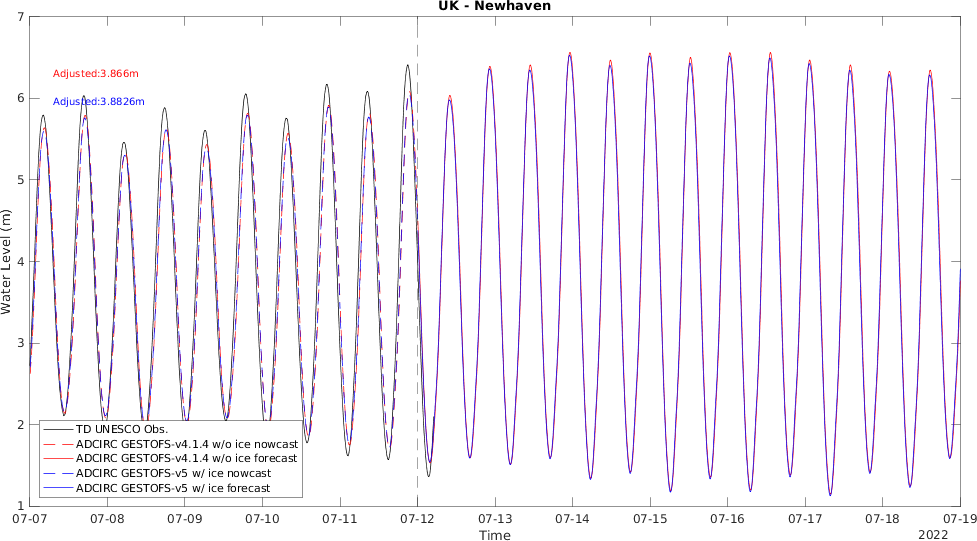 UK - Newhaven
7
6
5
4
3
2
1
Water Level (m)
Adjusted:3.866m
Adjusted:3.8826m
TD UNESCO Obs.
ADCIRC GESTOFS-v4.1.4 w/o ice nowcast
ADCIRC GESTOFS-v4.1.4 w/o ice forecast
ADCIRC GESTOFS-v5 w/ ice nowcast
ADCIRC GESTOFS-v5 w/ ice forecast
07-07 07-08 07-09 07-10 07-11 07-12 07-13 07-14 07-15 07-16 07-17 07-18 07-19
Time
2022